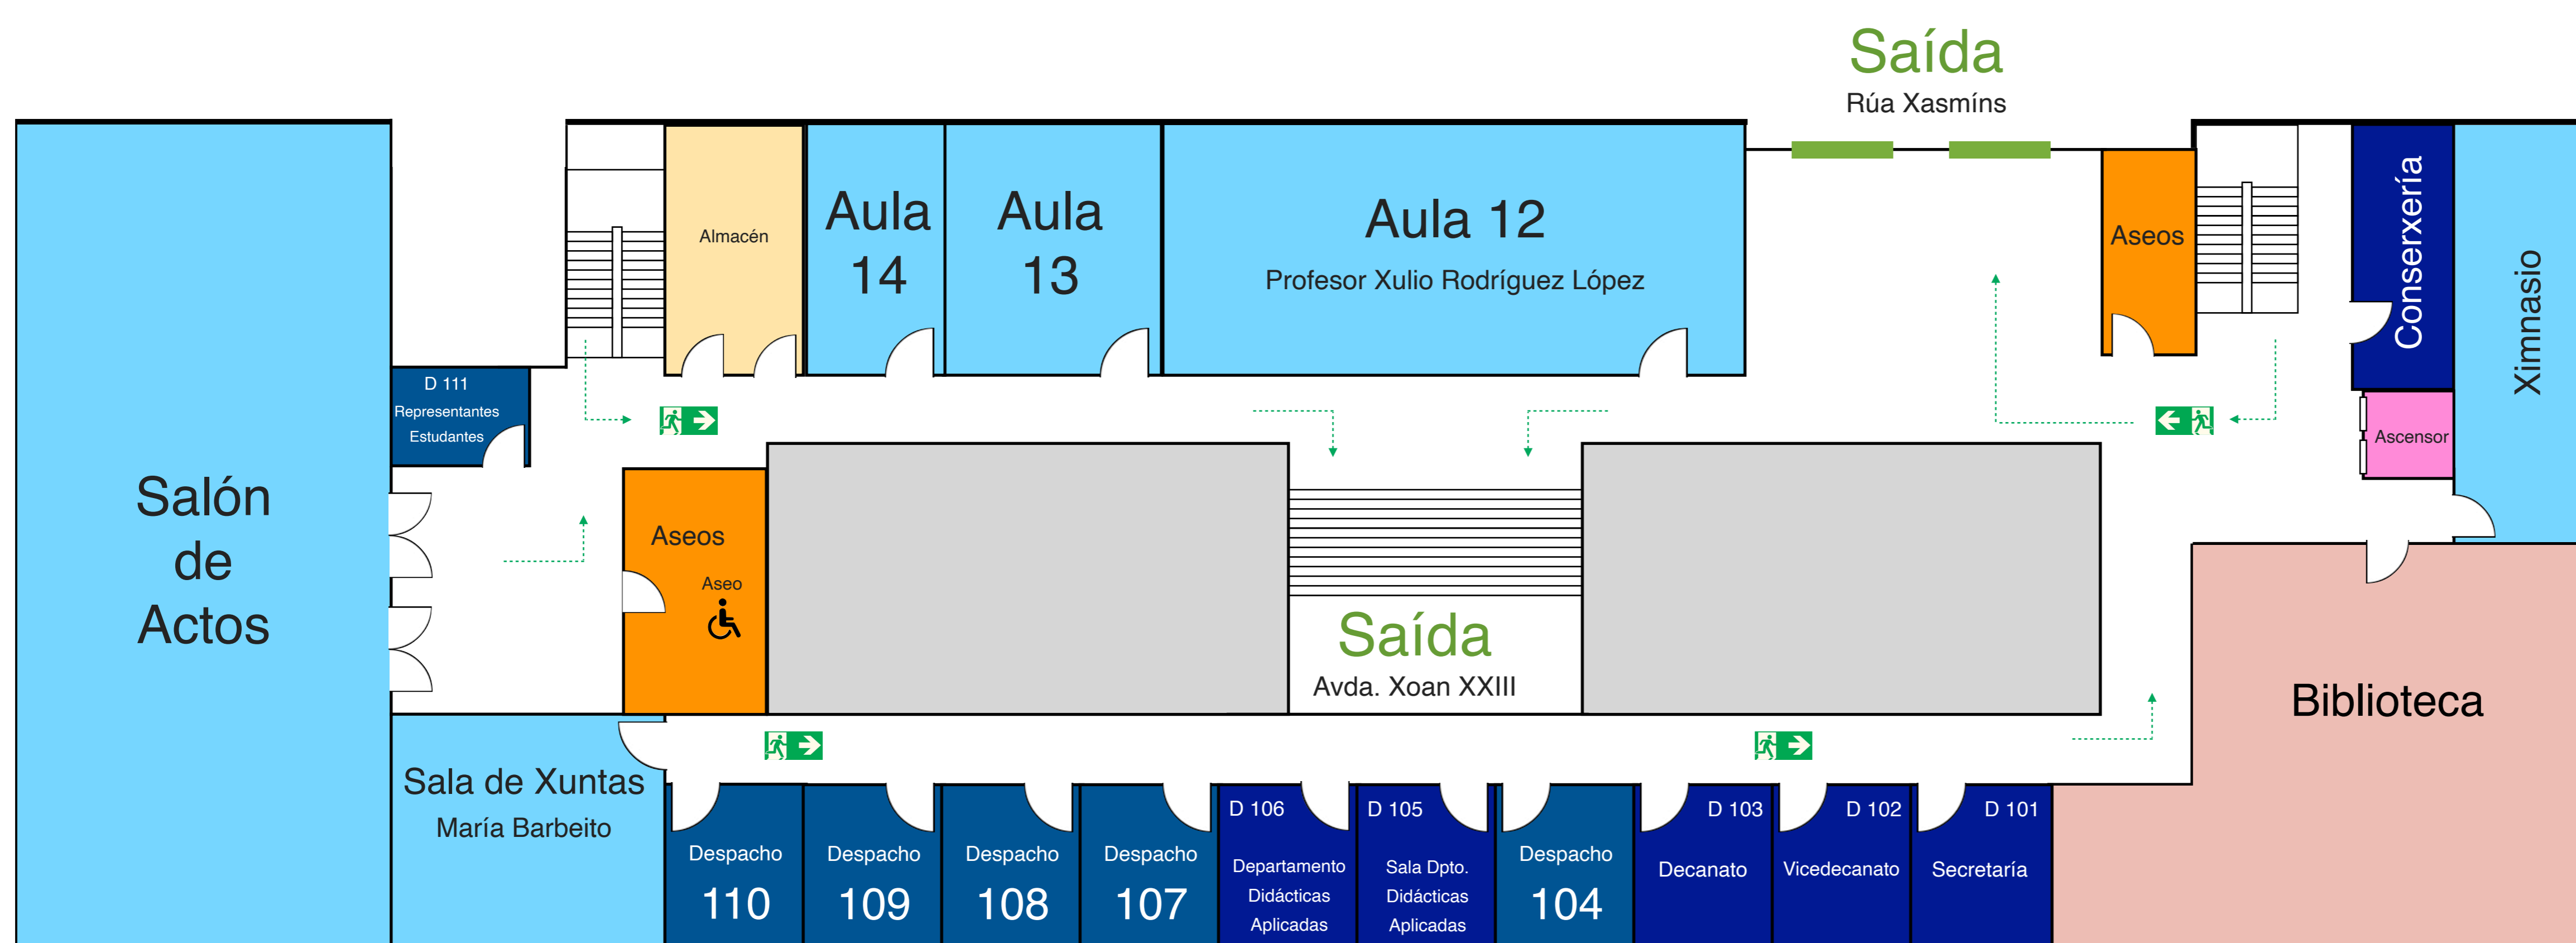 Saída
Rúa Xasmíns
Almacén
Aula
14
Aula
13
Aula 12
Profesor Xulio Rodríguez López
Aseos
Conserxería
Ximnasio
D 111
Representantes
Estudantes
Ascensor
Salón
de
Actos
Aseos
Aseo
Saída
Avda. Xoan XXIII
Biblioteca
Sala de Xuntas
María Barbeito
Despacho
110
Despacho
109
Despacho
108
Despacho
107
D 106
Departamento
Didácticas
Aplicadas
D 105
Sala Dpto.
Didácticas
Aplicadas
Despacho
104
D 103
Decanato
D 102
Vicedecanato
D 101
Secretaría